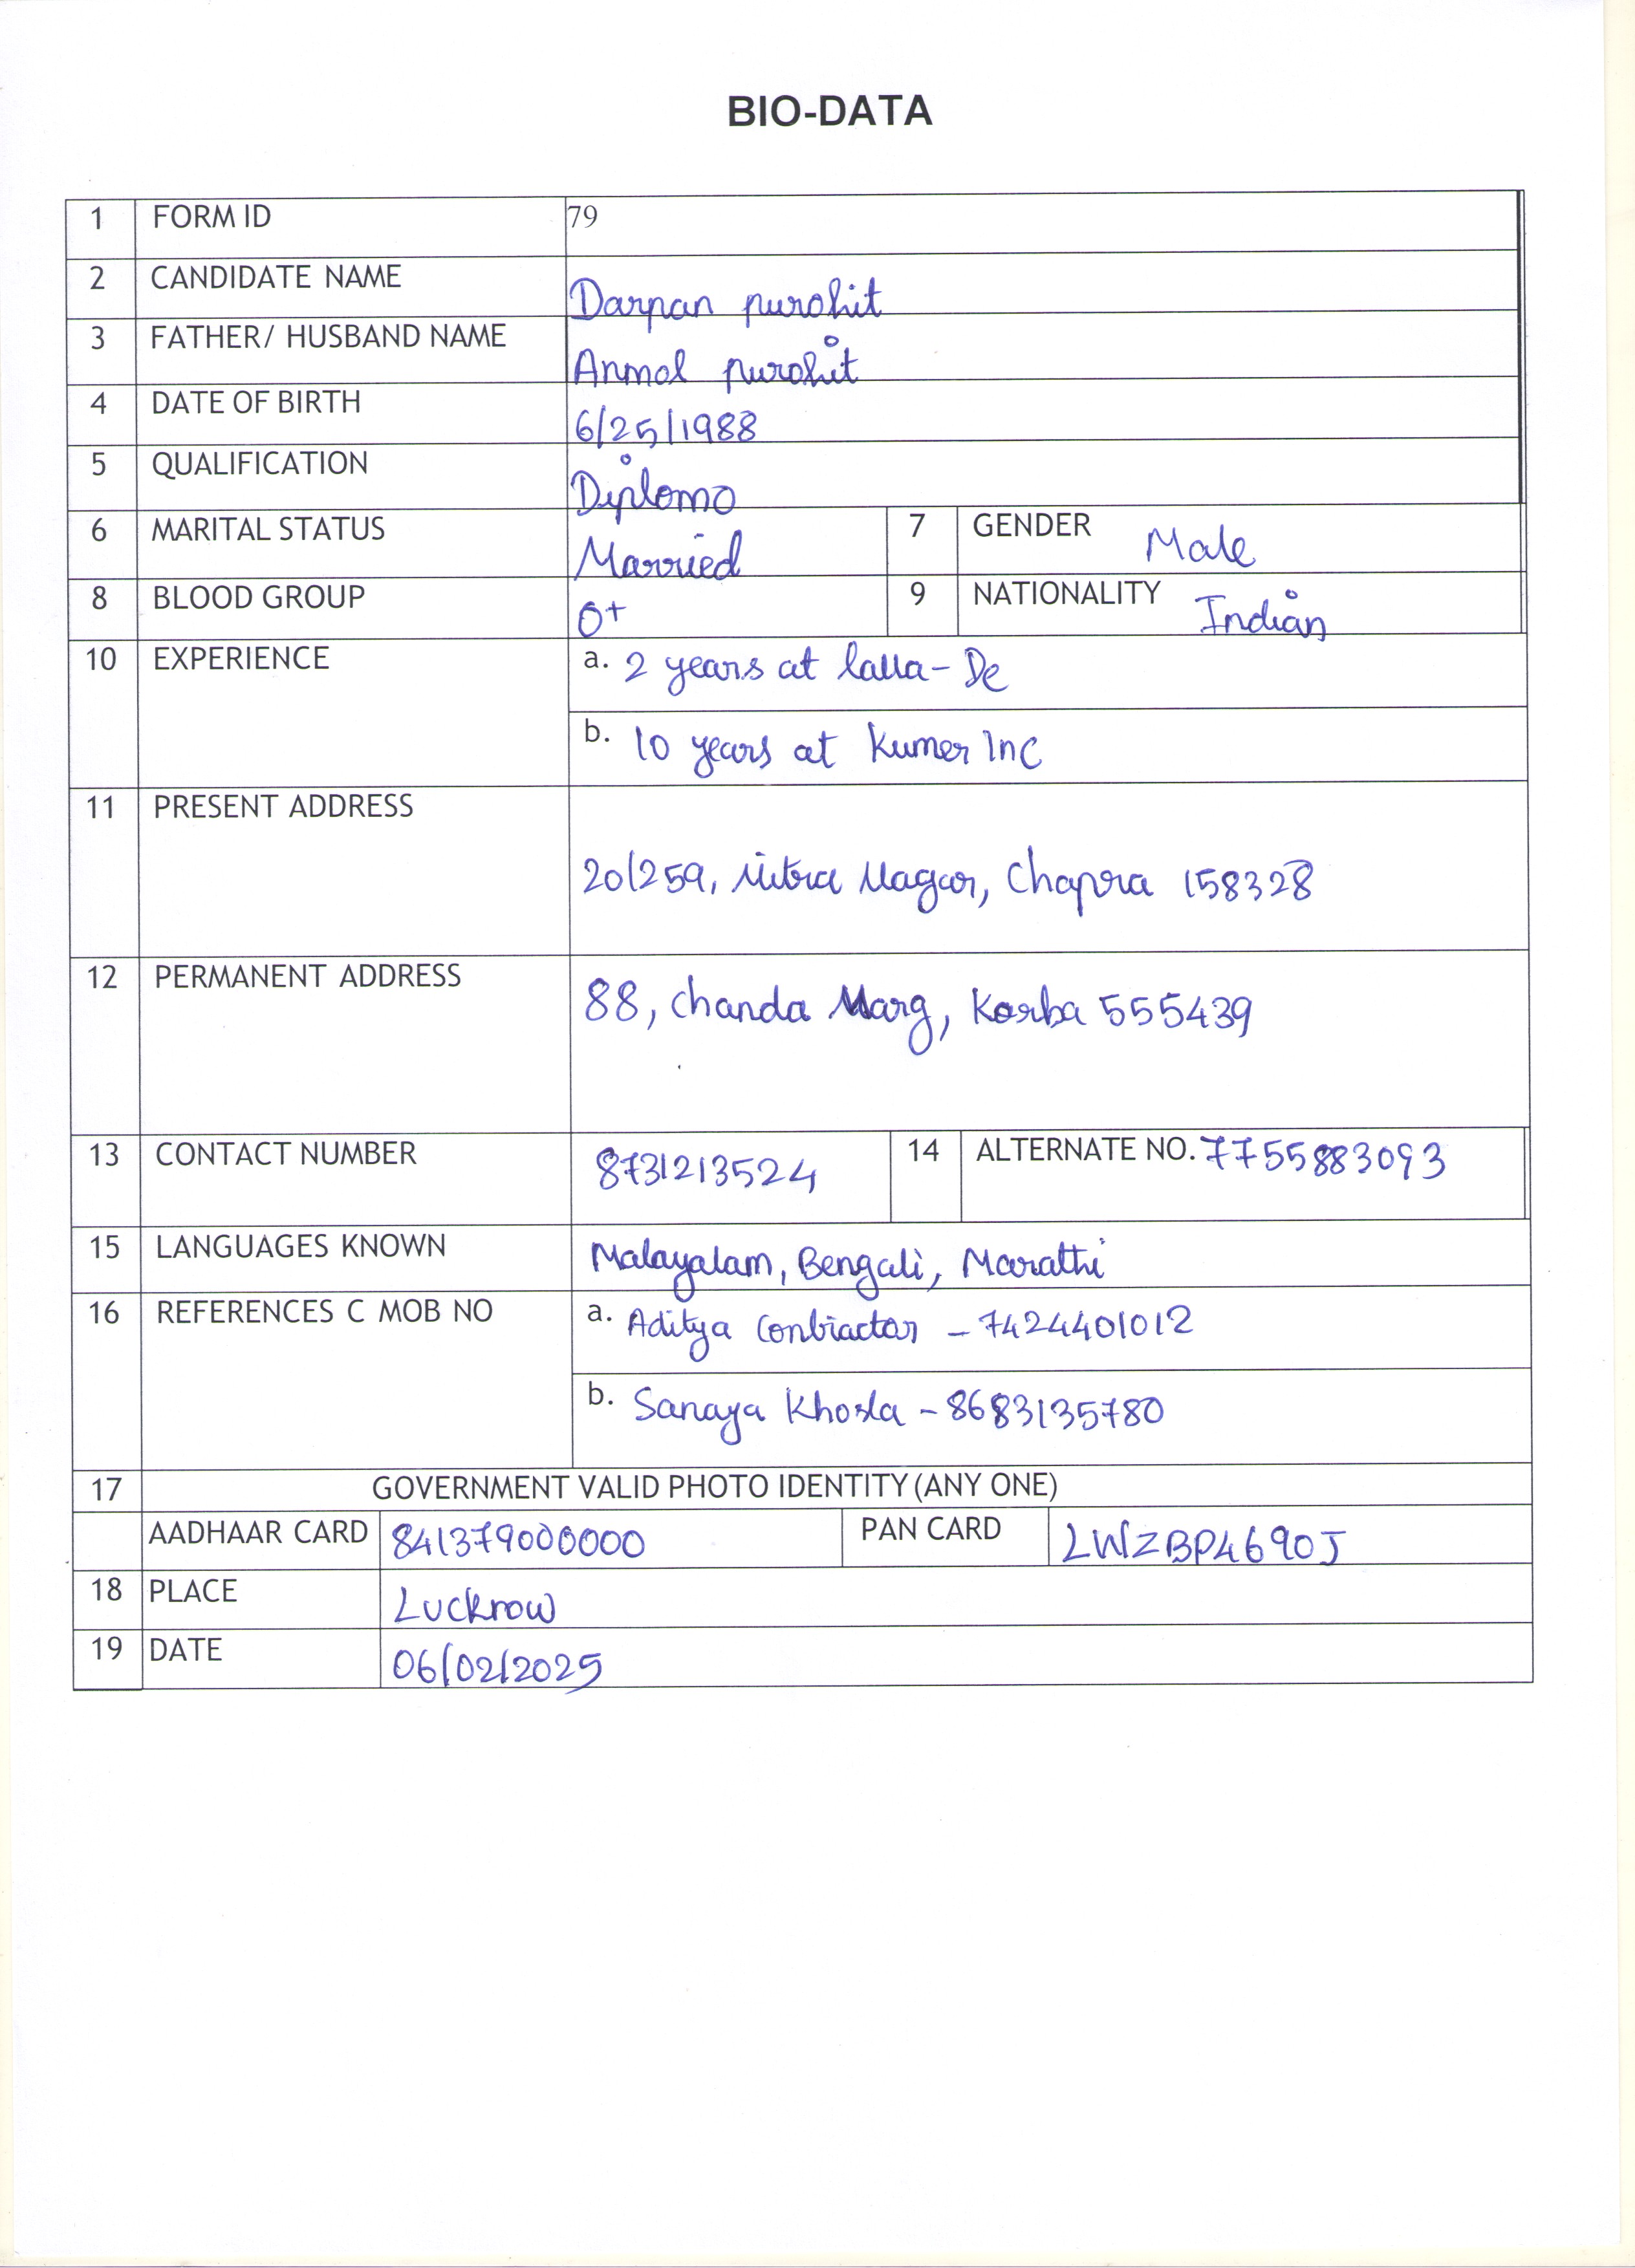 BIO-DATA
1 FORM ID 79
2 CANDIDATE NAME Darpan purohit
3 FATHER/ HUSBAND NAME Anmol purohit
4 DATE OF BIRTH 6/25/1988
5 QUALIFICATION Diplomo
6 MARITAL STATUS Married 7 GENDER Male
8 BLOOD GROUP O+ 9 NATIONALITY Indian
10 EXPERIENCE a. 2 years at lalla-De
b. 10 years at Kumer Inc
11 PRESENT ADDRESS
20/259, Mitra Nagar, Chapra 158328
12 PERMANENT ADDRESS 88, Chanda Marg, Korba 555439
13 CONTACT NUMBER 8731213524 14 ALTERNATE NO. 7755883093
15 LANGUAGES KNOWN Malayalam, Bengali, Marathi
16 REFERENCES C MOB NO a. Aditya Contractor - 7424401012
b. Sanaya Khosla - 8683135780
17 GOVERNMENT VALID PHOTO IDENTITY (ANY ONE)
AADHAAR CARD 841379000000 PAN CARD LWZBP4690J
18 PLACE Lucknow
19 DATE 06/02/2025